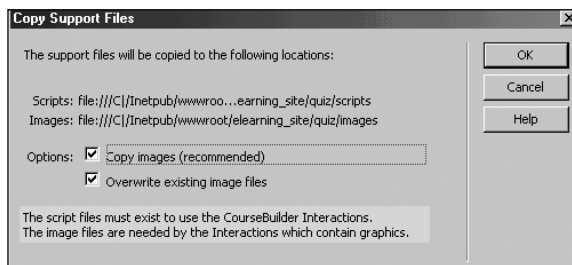 Copy Support Files
The support files will be copied to the following locations:
Scripts: file:///C|/Inetpub/wwwroo...earning_site/quiz/scripts
Images: file:///C|/Inetpub/wwwroot/elearning_site/quiz/images
Options: Copy images (recommended)
Overwrite existing image files
The script files must exist to use the CourseBuilder Interactions.
The image files are needed by the Interactions which contain graphics.
OK
Cancel
Help